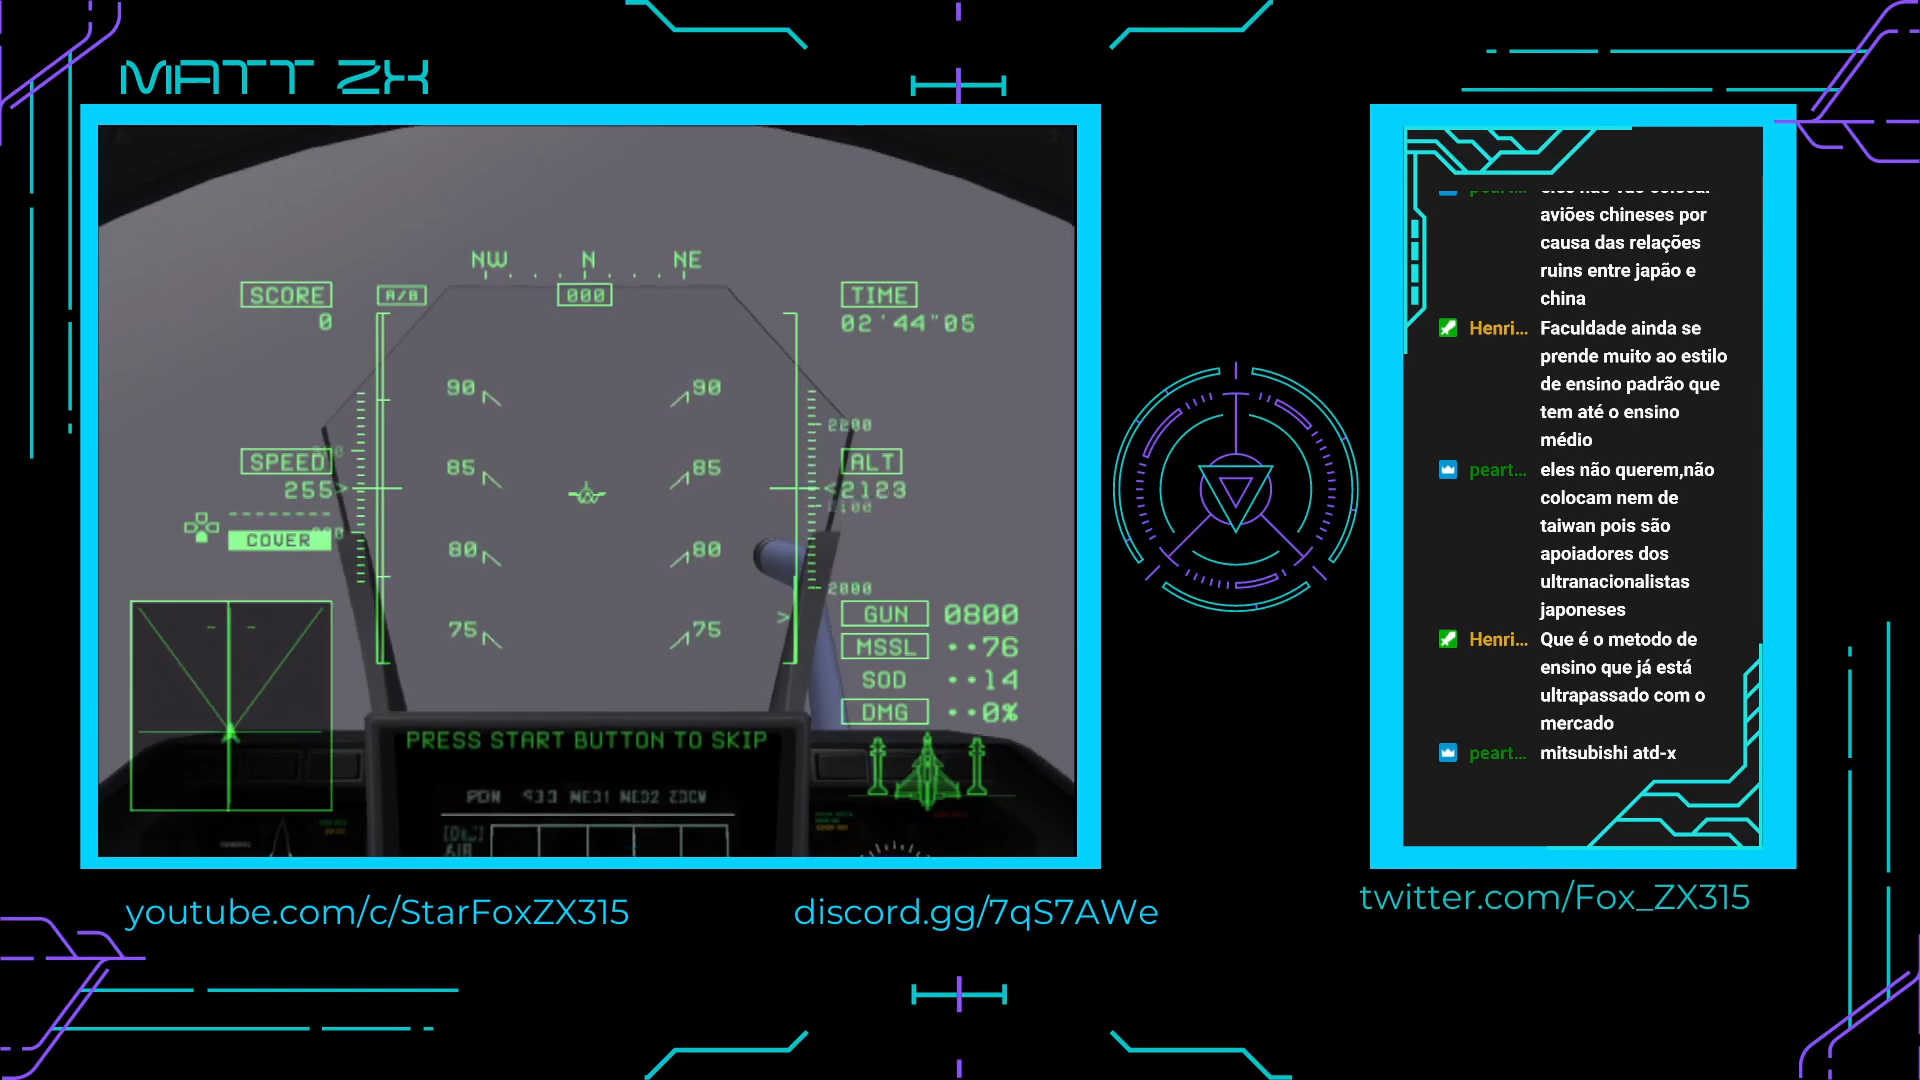 MATT ZX
NW N NE
SCORE A/B 000 TIME
0 02'44"05
90 90
2200
SPEED 85 85 ALT
255> <2123
COVER 80 80
2000
75 75
GUN 0800
MSSL 76
SOD 14
DMG 0%
PRESS START BUTTON TO SKIP
aviões chineses por
causa das relações
ruins entre japão e
china
Henri... Faculdade ainda se
prende muito ao estilo
de ensino padrão que
tem até o ensino
médio
peart... eles não querem,não
colocam nem de
taiwan pois são
apoiadores dos
ultranacionalistas
japoneses
Henri... Que é o metodo de
ensino que já está
ultrapassado com o
mercado
peart... mitsubishi atd-x
youtube.com/c/StarFoxZX315
discord.gg/7qS7AWe
twitter.com/Fox_ZX315